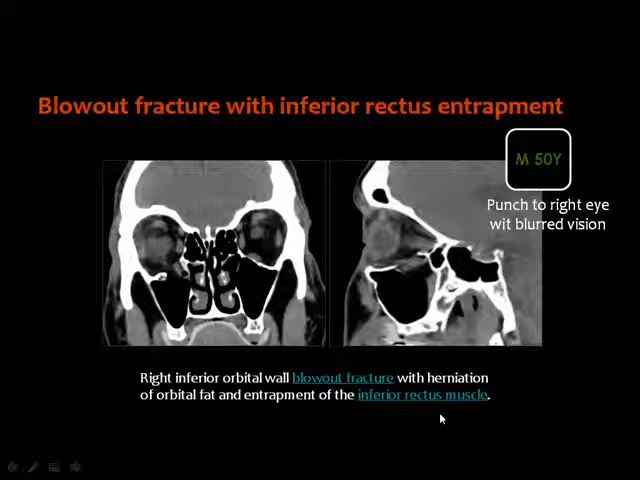 Blowout fracture with inferior rectus entrapment
M 50Y
Punch to right eye
wit blurred vision
Right inferior orbital wall blowout fracture with herniation
of orbital fat and entrapment of the inferior rectus muscle.